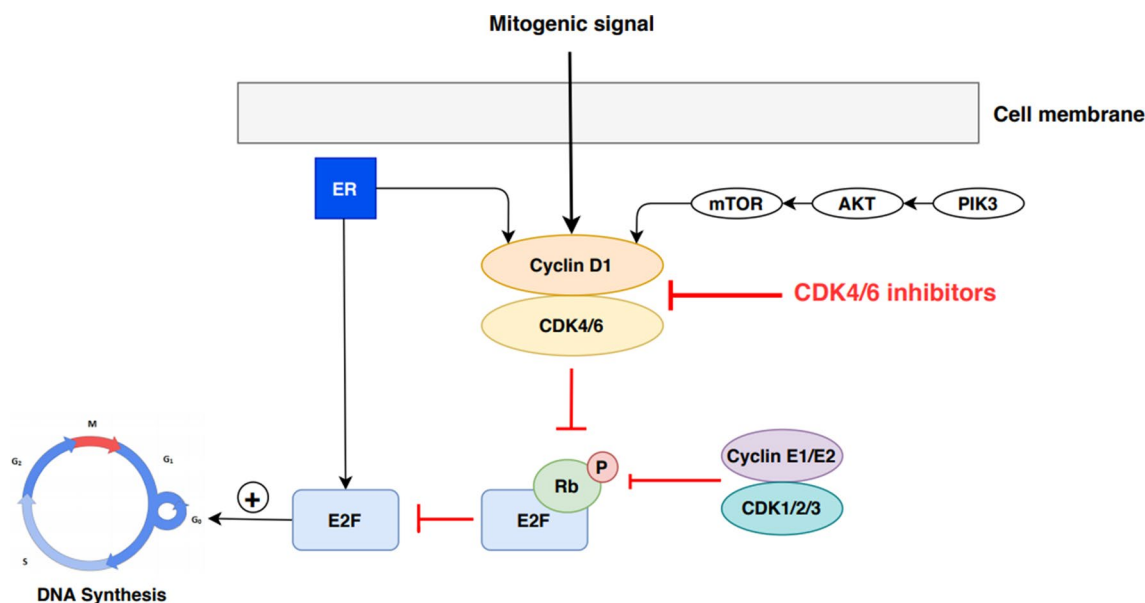 Mitogenic signal
Cell membrane
ER
mTOR
AKT
PIK3
Cyclin D1
CDK4/6 inhibitors
CDK4/6
M
G₂
G₁
P
Cyclin E1/E2
Rb
+
CDK1/2/3
E2F
E2F
G₀
S
DNA Synthesis